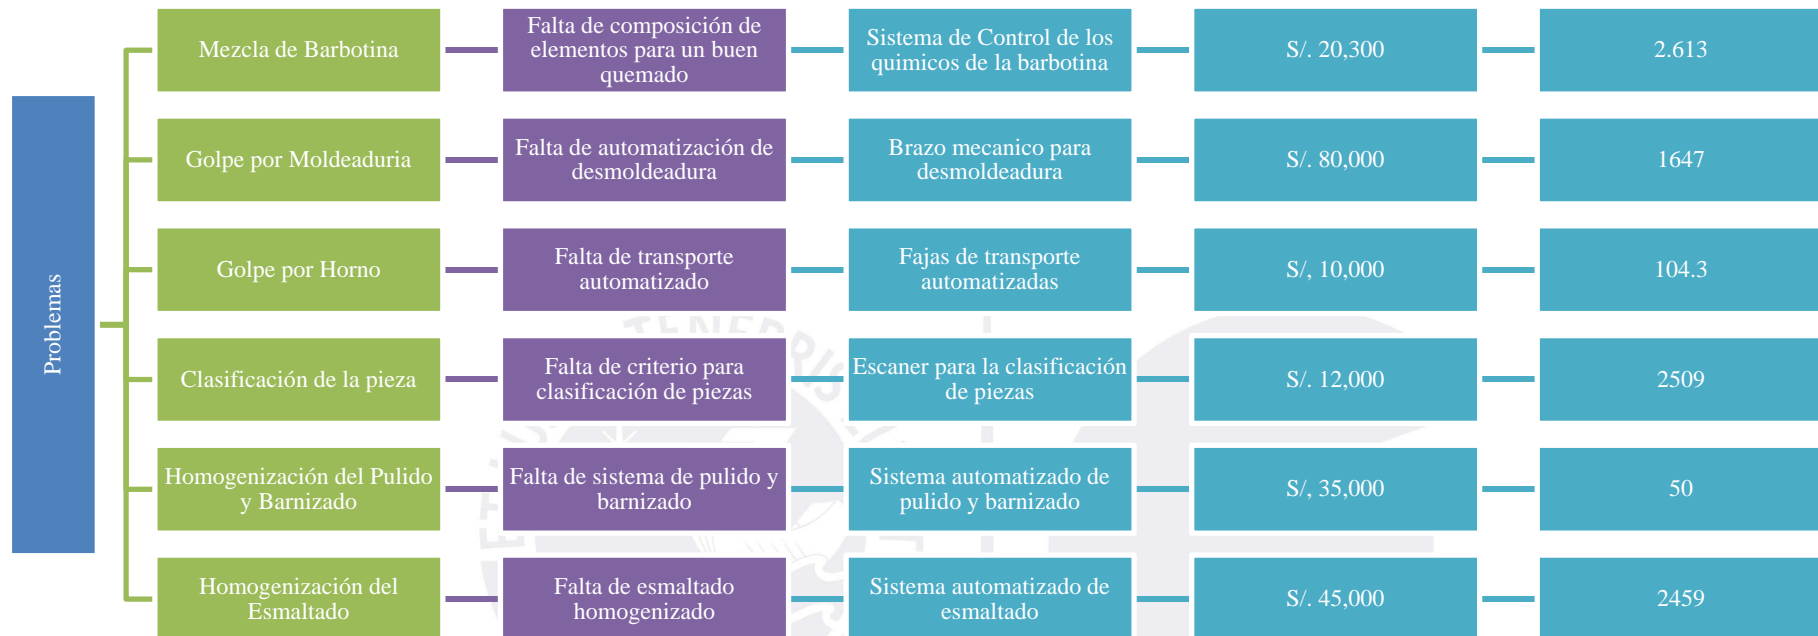 Problemas
Mezcla de Barbotina
Falta de composición de
elementos para un buen
quemado
Sistema de Control de los
quimicos de la barbotina
S/. 20,300
2.613
Golpe por Moldeaduria
Falta de automatización de
desmoldeadura
Brazo mecanico para
desmoldeadura
S/. 80,000
1647
Golpe por Horno
Falta de transporte
automatizado
Fajas de transporte
automatizadas
S/, 10,000
104.3
Clasificación de la pieza
Falta de criterio para
clasificación de piezas
Escaner para la clasificación
de piezas
S/. 12,000
2509
Homogenización del Pulido
y Barnizado
Falta de sistema de pulido y
barnizado
Sistema automatizado de
pulido y barnizado
S/, 35,000
50
Homogenización del
Esmaltado
Falta de esmaltado
homogenizado
Sistema automatizado de
esmaltado
S/. 45,000
2459